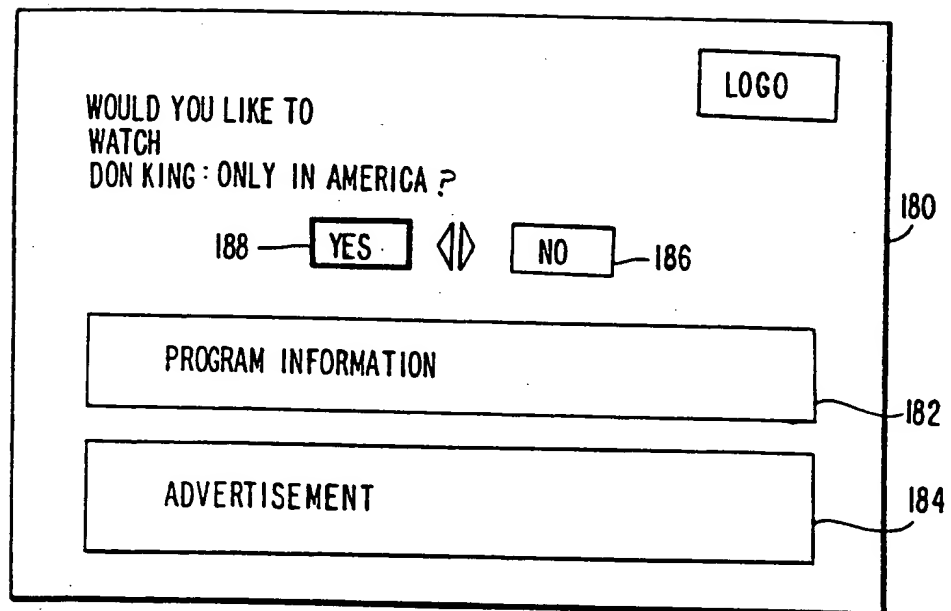 LOGO
WOULD YOU LIKE TO
WATCH
DON KING: ONLY IN AMERICA?
180
188 YES NO 186
PROGRAM INFORMATION
182
ADVERTISEMENT
184